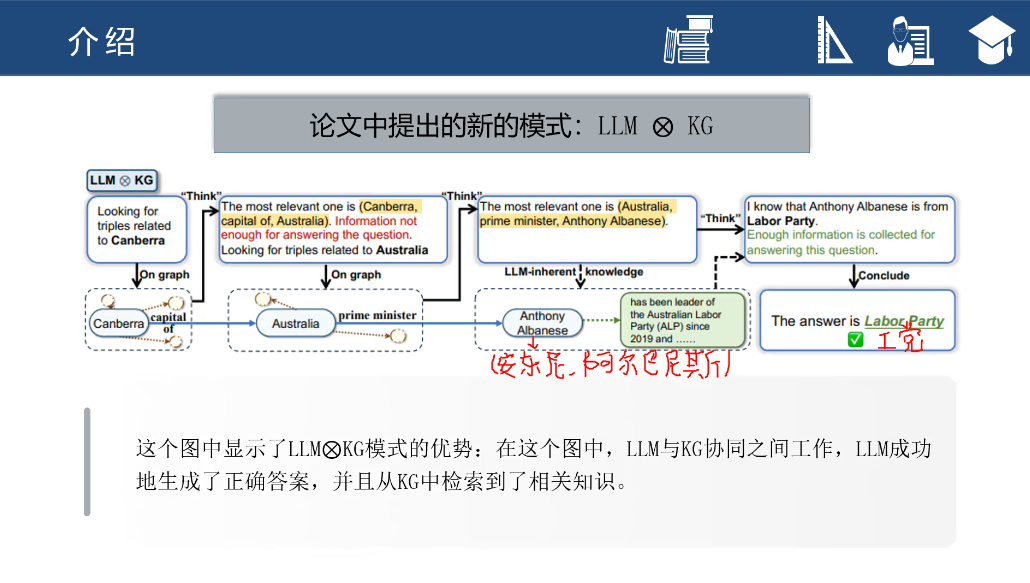 介绍
论文中提出的新的模式：LLM ⊗ KG
LLM ⊗ KG
Looking for
triples related
to Canberra
“Think”
The most relevant one is (Canberra,
capital of, Australia). Information not
enough for answering the question.
Looking for triples related to Australia
“Think”
The most relevant one is (Australia,
prime minister, Anthony Albanese).
“Think”
I know that Anthony Albanese is from
Labor Party.
Enough information is collected for
answering this question.
On graph
On graph
LLM-inherent knowledge
Conclude
Canberra
capital
of
Australia
prime minister
Anthony
Albanese
has been leader of
the Australian Labor
Party (ALP) since
2019 and ……
The answer is Labor Party
工党
(安东尼.阿尔巴尼斯)
这个图中显示了LLM⊗KG模式的优势：在这个图中，LLM与KG协同之间工作，LLM成功
地生成了正确答案，并且从KG中检索到了相关知识。